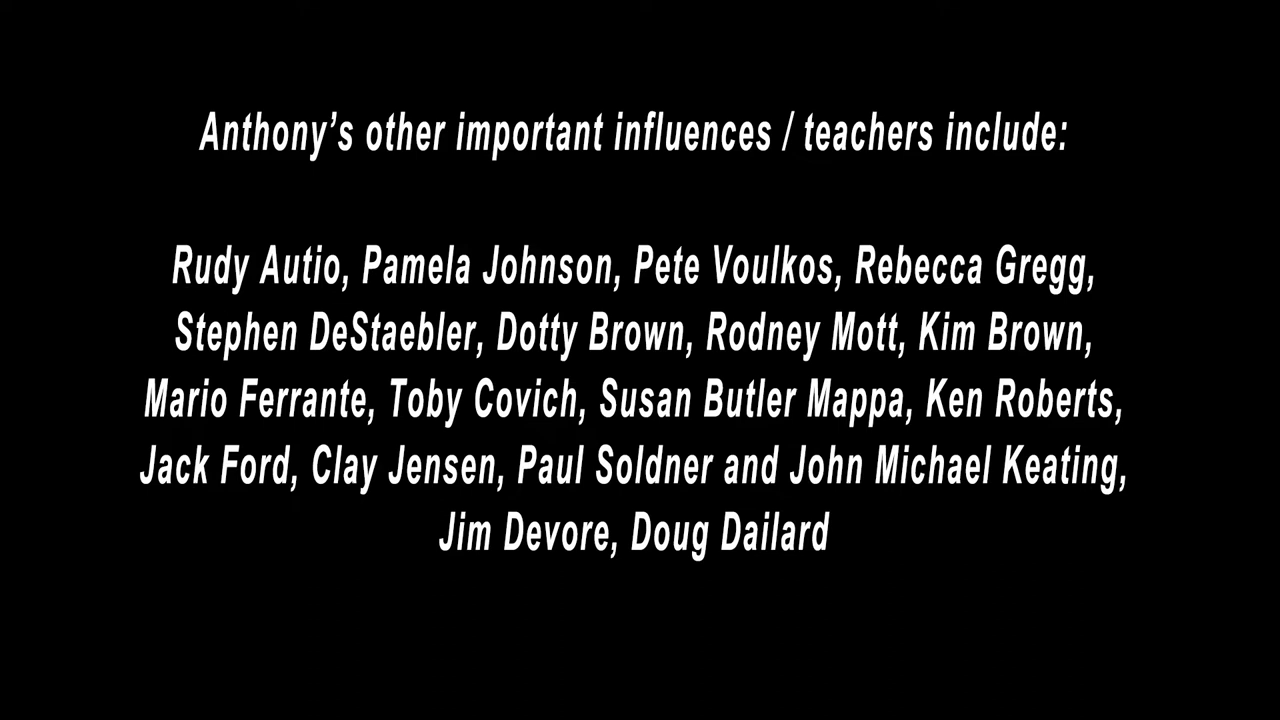 Anthony’s other important influences / teachers include:
Rudy Autio, Pamela Johnson, Pete Voulkos, Rebecca Gregg,
Stephen DeStaebler, Dotty Brown, Rodney Mott, Kim Brown,
Mario Ferrante, Toby Covich, Susan Butler Mappa, Ken Roberts,
Jack Ford, Clay Jensen, Paul Soldner and John Michael Keating,
Jim Devore, Doug Dailard